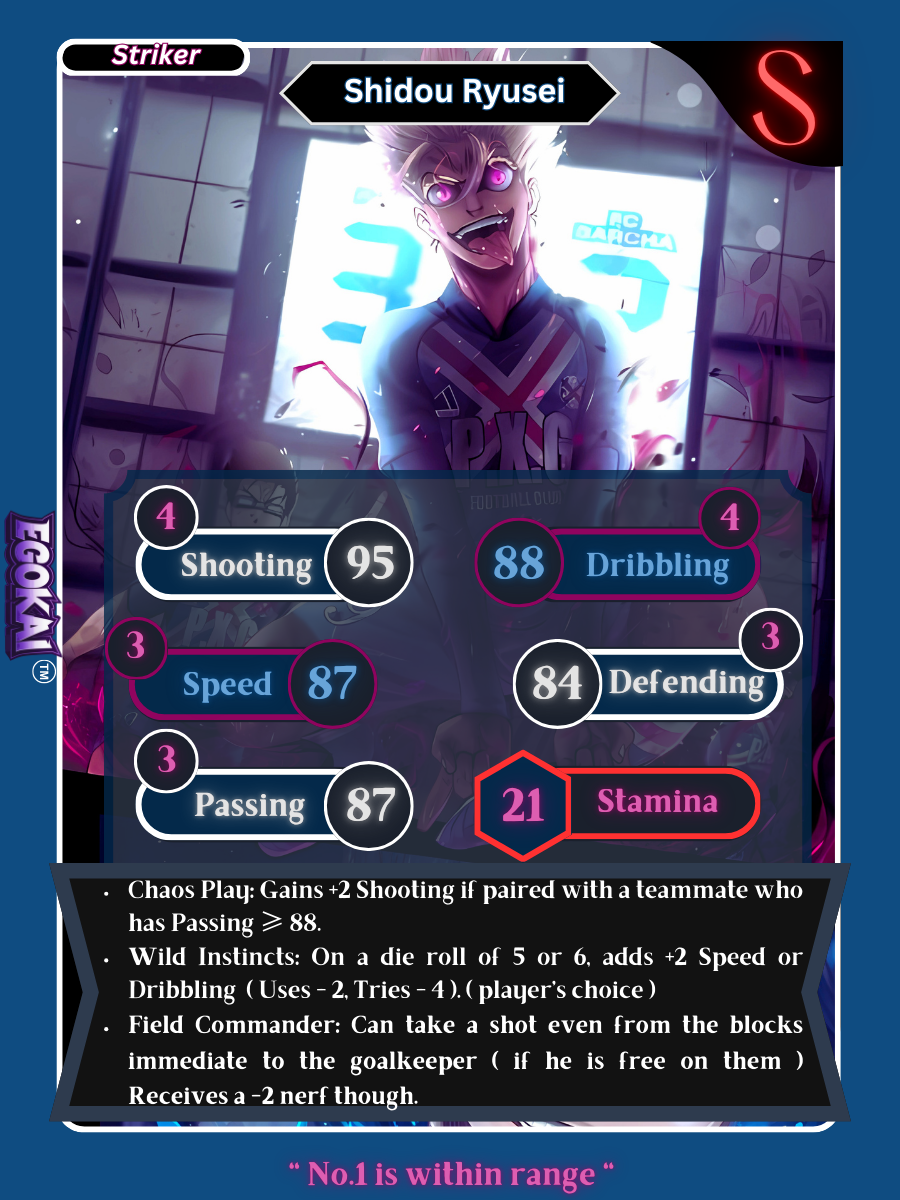 Striker
Shidou Ryusei
S
FC
BARCHA
P.X.G
FOOTBALL CLUB
4
Shooting 95
4
88 Dribbling
3
Speed 87
3
84 Defending
3
Passing 87
21 Stamina
EGOKAI
TM
• Chaos Play: Gains +2 Shooting if paired with a teammate who
has Passing ⩾ 88.
• Wild Instincts: On a die roll of 5 or 6, adds +2 Speed or
Dribbling ( Uses - 2, Tries - 4 ). ( player's choice )
• Field Commander: Can take a shot even from the blocks
immediate to the goalkeeper ( if he is free on them )
Receives a -2 nerf though.
“ No.1 is within range “